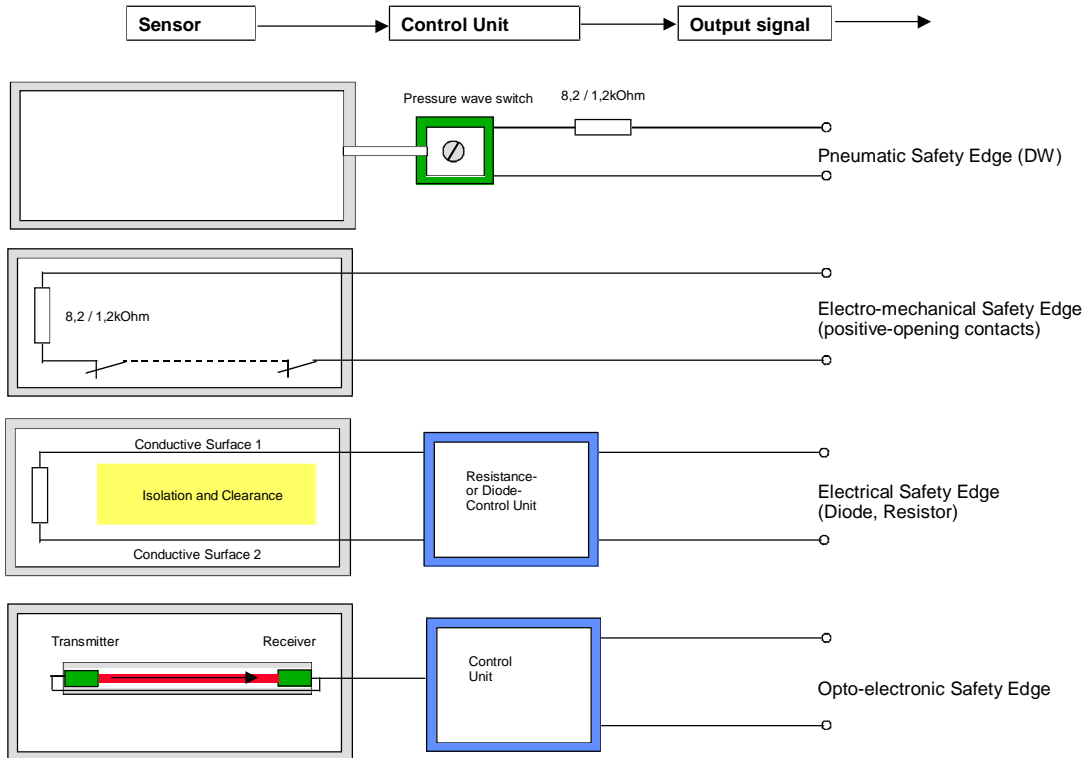 Sensor
Control Unit
Output signal
Pressure wave switch
8,2 / 1,2kOhm
Pneumatic Safety Edge (DW)
8,2 / 1,2kOhm
Electro-mechanical Safety Edge
(positive-opening contacts)
Conductive Surface 1
Isolation and Clearance
Conductive Surface 2
Resistance-
or Diode-
Control Unit
Electrical Safety Edge
(Diode, Resistor)
Transmitter
Receiver
Control
Unit
Opto-electronic Safety Edge